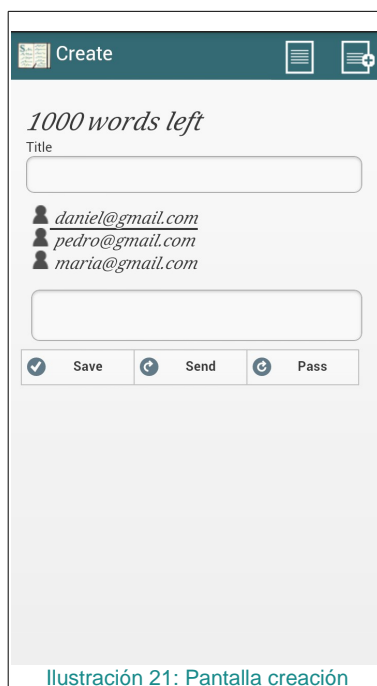 Create
1000 words left
Title
daniel@gmail.com
pedro@gmail.com
maria@gmail.com
Save Send Pass
Ilustración 21: Pantalla creación